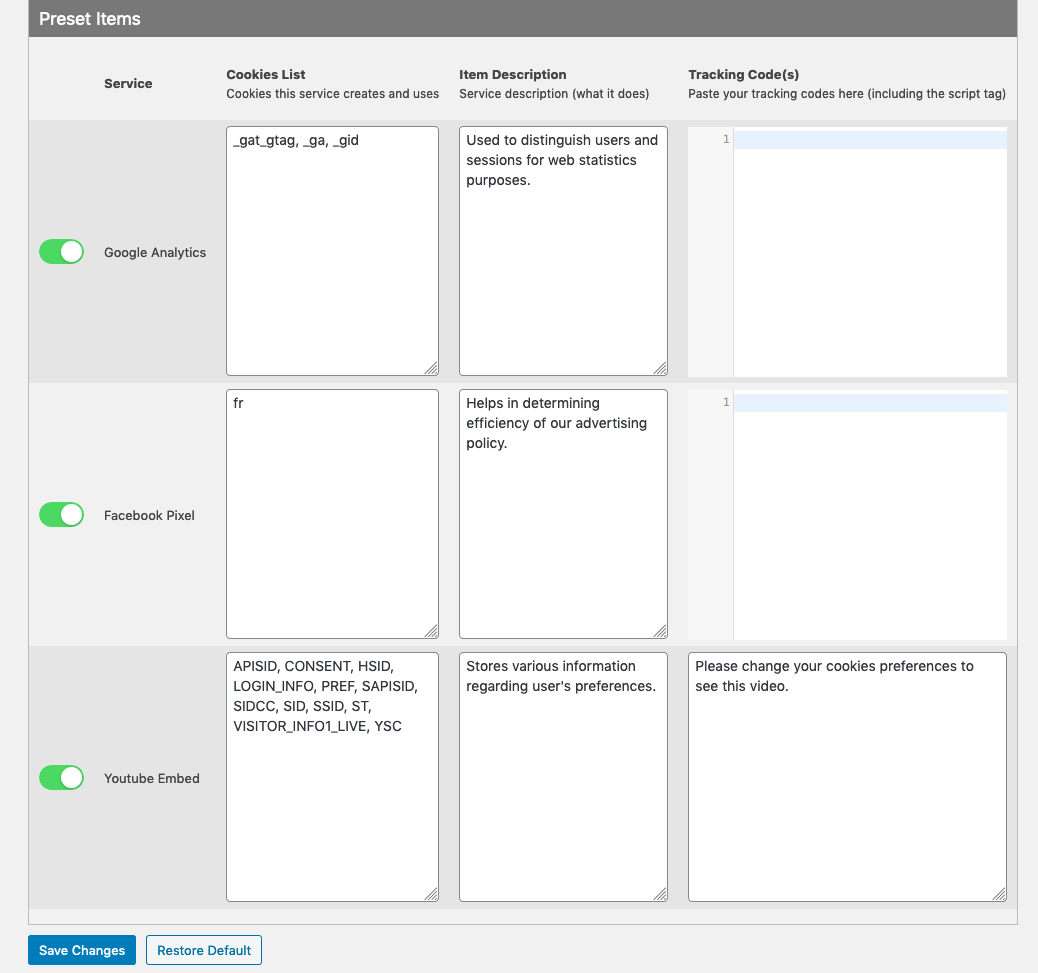 Preset Items
Service
Cookies List
Cookies this service creates and uses
Item Description
Service description (what it does)
Tracking Code(s)
Paste your tracking codes here (including the script tag)
Google Analytics
_gat_gtag, _ga, _gid
Used to distinguish users and
sessions for web statistics
purposes.
1
Facebook Pixel
fr
Helps in determining
efficiency of our advertising
policy.
1
Youtube Embed
APISID, CONSENT, HSID,
LOGIN_INFO, PREF, SAPISID,
SIDCC, SID, SSID, ST,
VISITOR_INFO1_LIVE, YSC
Stores various information
regarding user's preferences.
Please change your cookies preferences to
see this video.
Save Changes
Restore Default